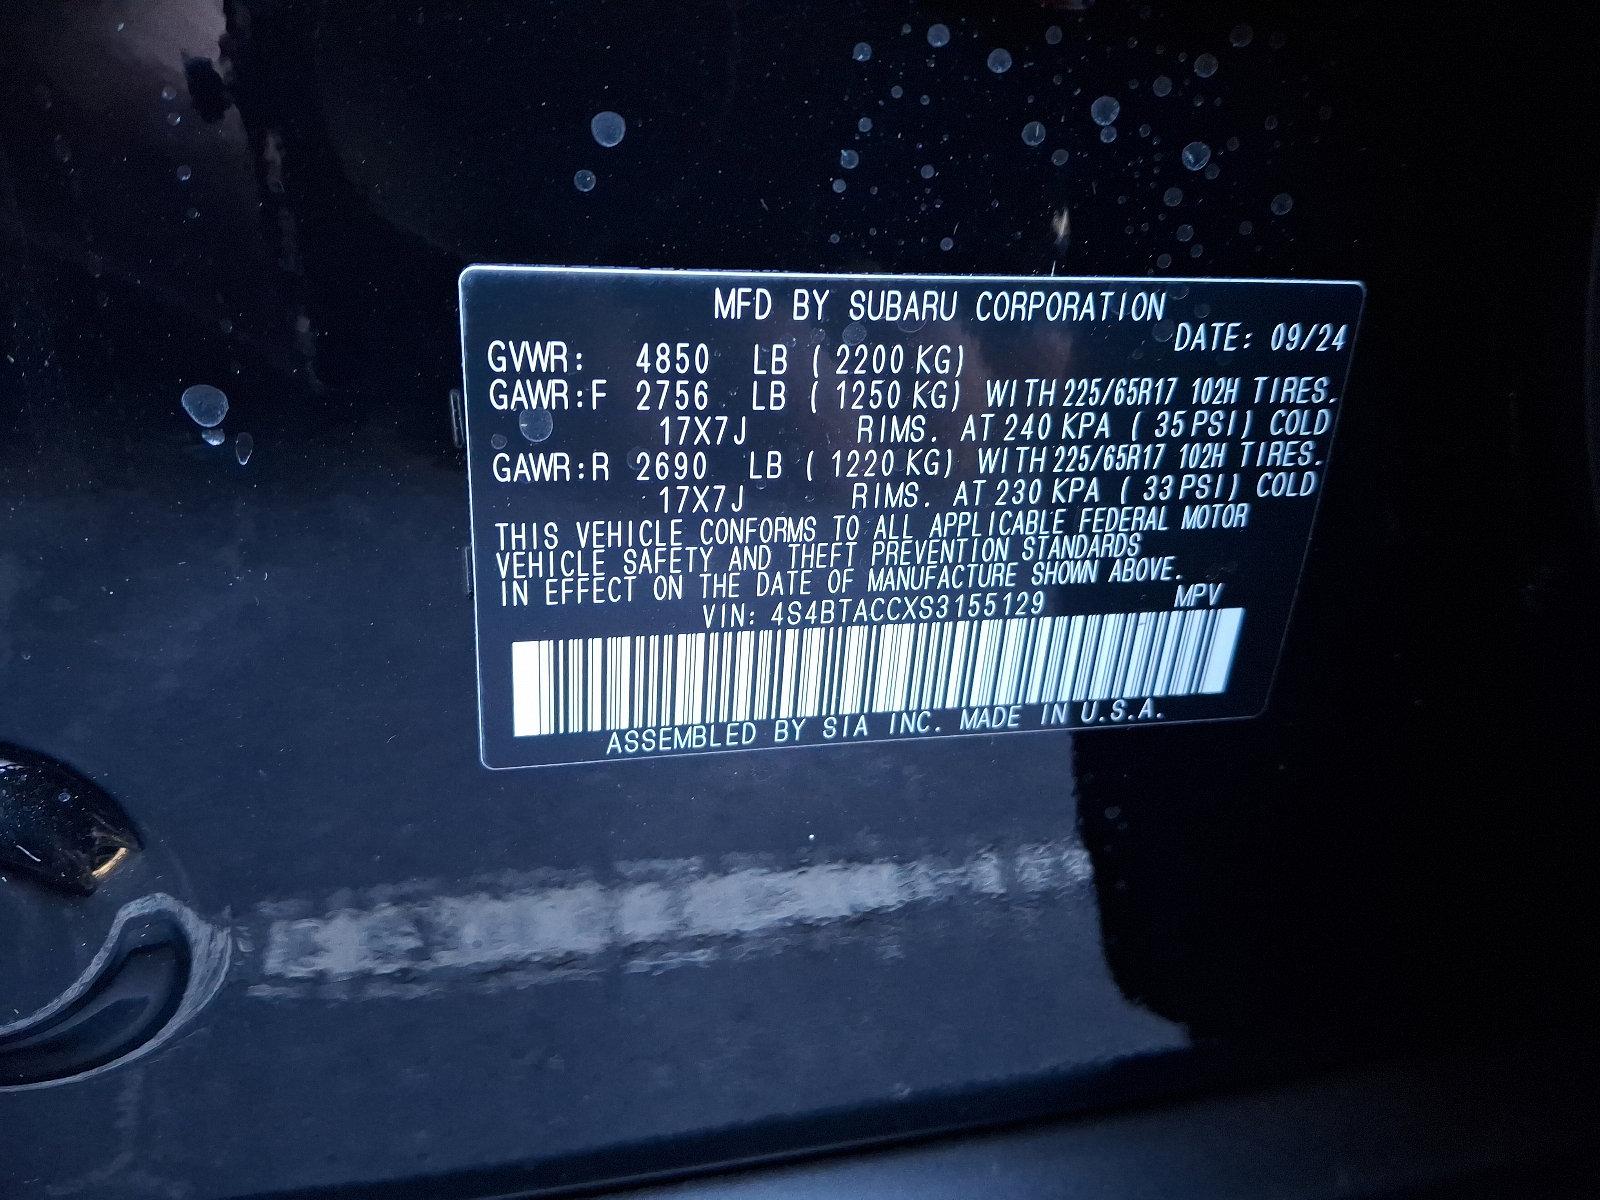 MFD BY SUBARU CORPORATION
DATE: 09/24
GVWR: 4850 LB ( 2200 KG)
GAWR:F 2756 LB ( 1250 KG) WITH 225/65R17 102H TIRES.
17X7J RIMS. AT 240 KPA ( 35 PSI) COLD
GAWR:R 2690 LB ( 1220 KG) WITH 225/65R17 102H TIRES.
17X7J RIMS. AT 230 KPA ( 33 PSI) COLD
THIS VEHICLE CONFORMS TO ALL APPLICABLE FEDERAL MOTOR
VEHICLE SAFETY AND THEFT PREVENTION STANDARDS
IN EFFECT ON THE DATE OF MANUFACTURE SHOWN ABOVE.
VIN: 4S4BTACCXS3155129 MPV
ASSEMBLED BY SIA INC. MADE IN U.S.A.